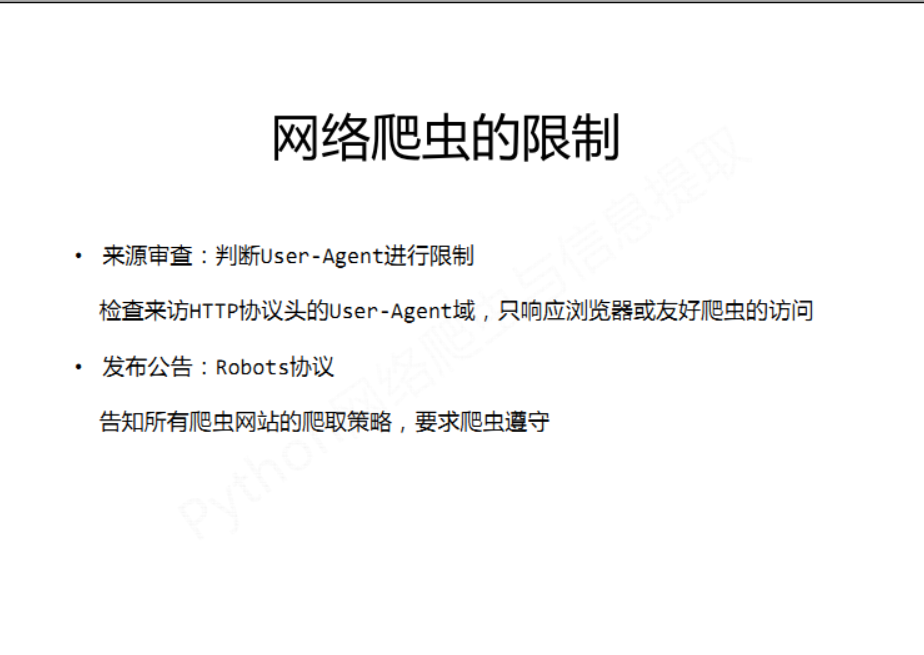 网络爬虫的限制
• 来源审查：判断User-Agent进行限制
检查来访HTTP协议头的User-Agent域，只响应浏览器或友好爬虫的访问
• 发布公告：Robots协议
告知所有爬虫网站的爬取策略，要求爬虫遵守
Python网络爬虫与信息提取